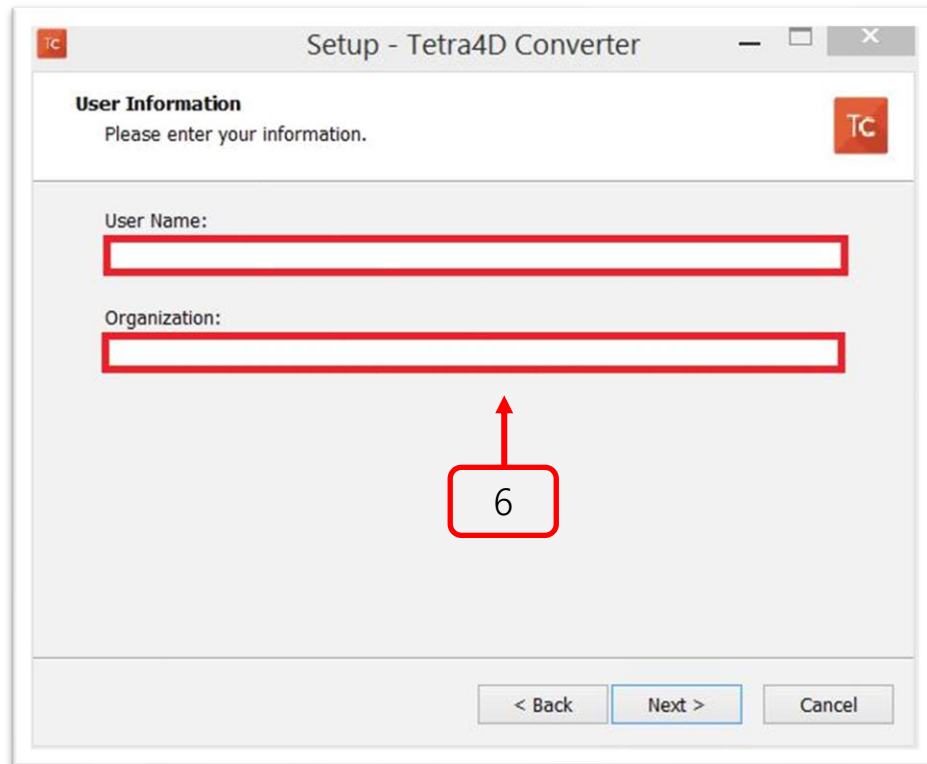 TC
Setup - Tetra4D Converter
User Information
Please enter your information.
TC
User Name:
Organization:
6
< Back
Next >
Cancel